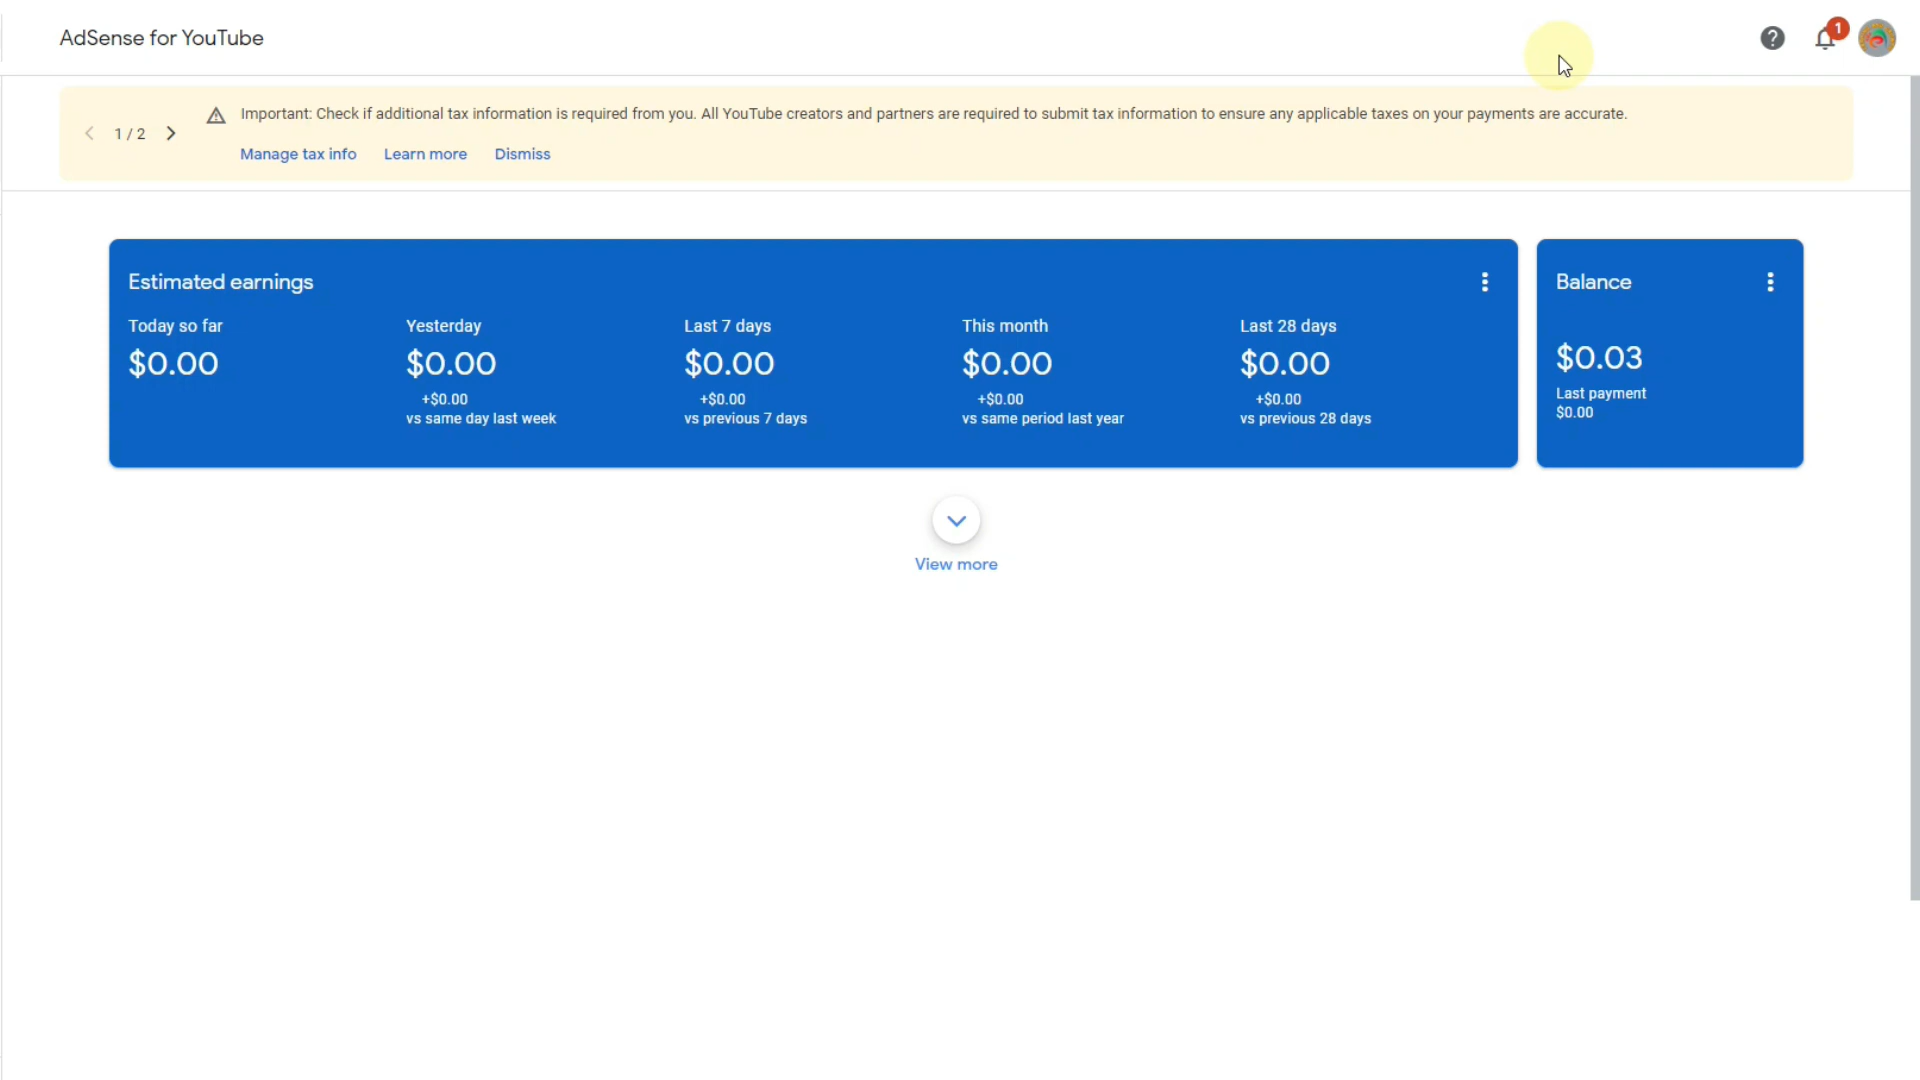 AdSense for YouTube
1
1 / 2
Important: Check if additional tax information is required from you. All YouTube creators and partners are required to submit tax information to ensure any applicable taxes on your payments are accurate.
Manage tax info Learn more Dismiss
Estimated earnings
Today so far
$0.00
Yesterday
$0.00
+$0.00
vs same day last week
Last 7 days
$0.00
+$0.00
vs previous 7 days
This month
$0.00
+$0.00
vs same period last year
Last 28 days
$0.00
+$0.00
vs previous 28 days
Balance
$0.03
Last payment
$0.00
View more